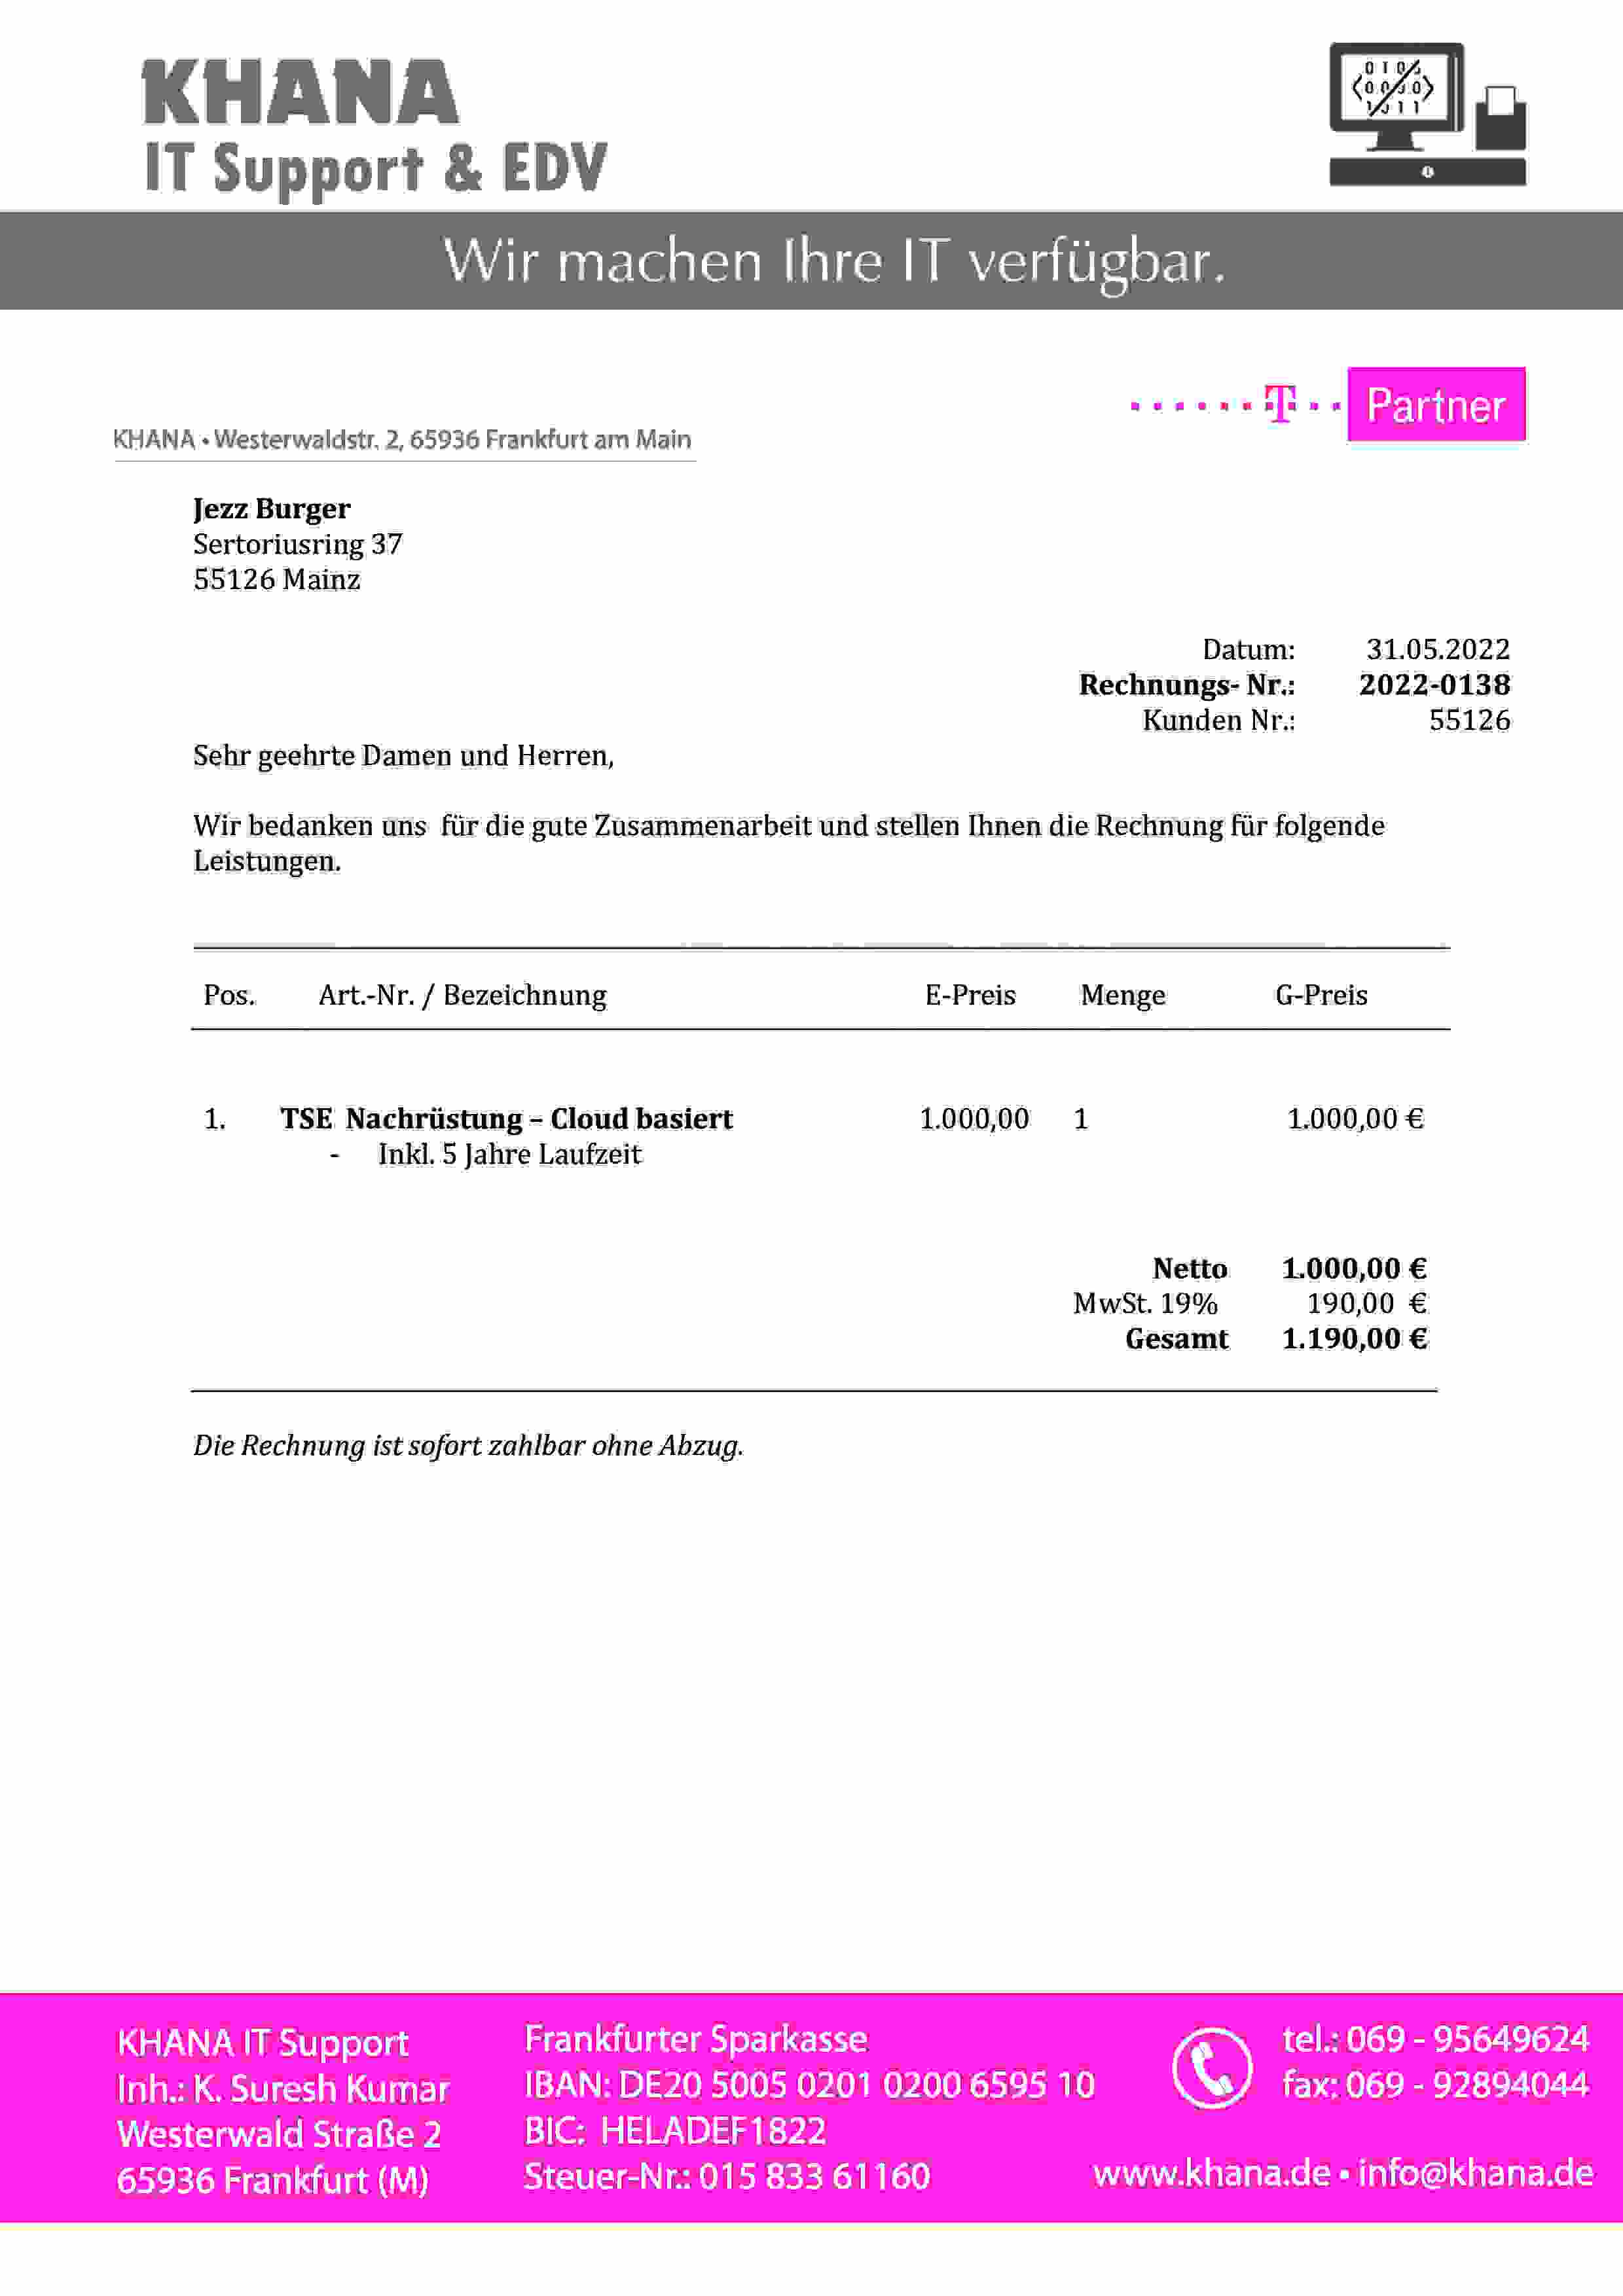 KHANA
IT Support & EDV
Wir machen Ihre IT verfügbar.
T Partner
KHANA • Westerwaldstr. 2, 65936 Frankfurt am Main
Jezz Burger
Sertoriusring 37
55126 Mainz
Datum: 31.05.2022
Rechnungs- Nr.: 2022-0138
Kunden Nr.: 55126
Sehr geehrte Damen und Herren,
Wir bedanken uns für die gute Zusammenarbeit und stellen Ihnen die Rechnung für folgende
Leistungen.
Pos. Art.-Nr. / Bezeichnung E-Preis Menge G-Preis
1. TSE Nachrüstung – Cloud basiert 1.000,00 1 1.000,00 €
- Inkl. 5 Jahre Laufzeit
Netto 1.000,00 €
MwSt. 19% 190,00 €
Gesamt 1.190,00 €
Die Rechnung ist sofort zahlbar ohne Abzug.
KHANA IT Support
Inh.: K. Suresh Kumar
Westerwald Straße 2
65936 Frankfurt (M)
Frankfurter Sparkasse
IBAN: DE20 5005 0201 0200 6595 10
BIC: HELADEF1822
Steuer-Nr.: 015 833 61160
tel.: 069 - 95649624
fax: 069 - 92894044
www.khana.de • info@khana.de